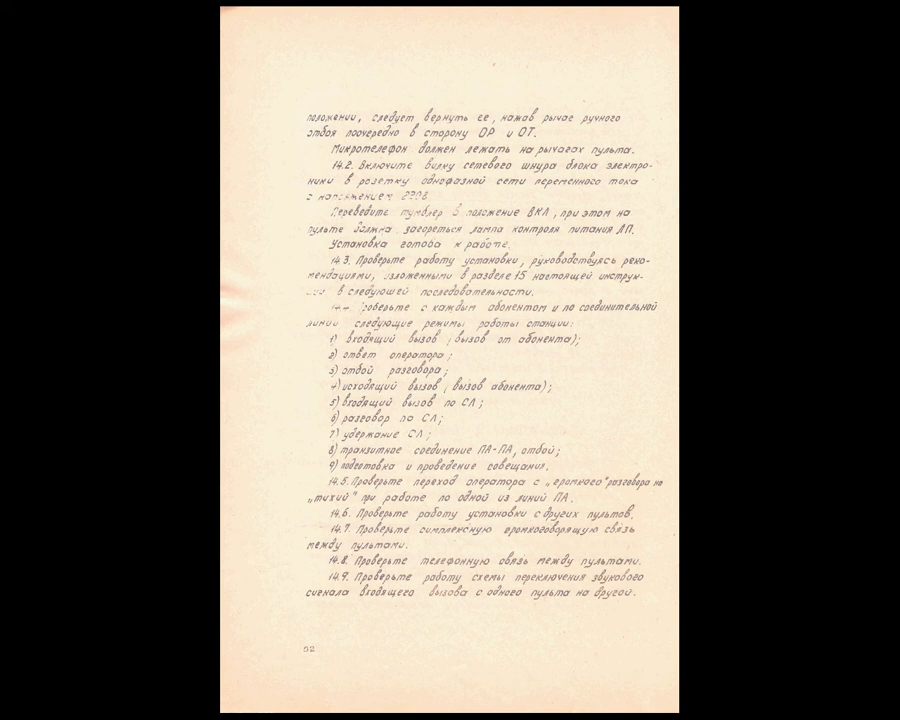 положении, следует вернуть ее, нажав рычаг ручного
отбоя поочередно в сторону ОР и ОТ.
Микротелефон должен лежать на рычагах пульта.
14.2. Включите вилку сетевого шнура блока электро-
ники в розетку однофазной сети переменного тока
с напряжением 220В.
Переведите тумблер в положение ВКЛ, при этом на
пульте должна загореться лампа контроля питания ЛП.
Установка готова к работе.
14.3. Проверьте работу установки, руководствуясь реко-
мендациями, изложенными в разделе 15 настоящей инструк-
ции в следующей последовательности.
14.4. Проверьте с каждым абонентом и по соединительной
линии следующие режимы работы станции:
1) входящий вызов (вызов от абонента);
2) ответ оператора;
3) отбой разговора;
4) исходящий вызов (вызов абонента);
5) входящий вызов по СЛ;
6) разговор по СЛ;
7) удержание СЛ;
8) транзитное соединение ПА-ПА, отбой;
9) подготовка и проведение совещания.
14.5. Проверьте переход оператора с „громкого" разговора на
„тихий" при работе по одной из линий ПА.
14.6. Проверьте работу установки с других пультов.
14.7. Проверьте симплексную громкоговорящую связь
между пультами.
14.8. Проверьте телефонную связь между пультами.
14.9. Проверьте работу схемы переключения звукового
сигнала входящего вызова с одного пульта на другой.
52